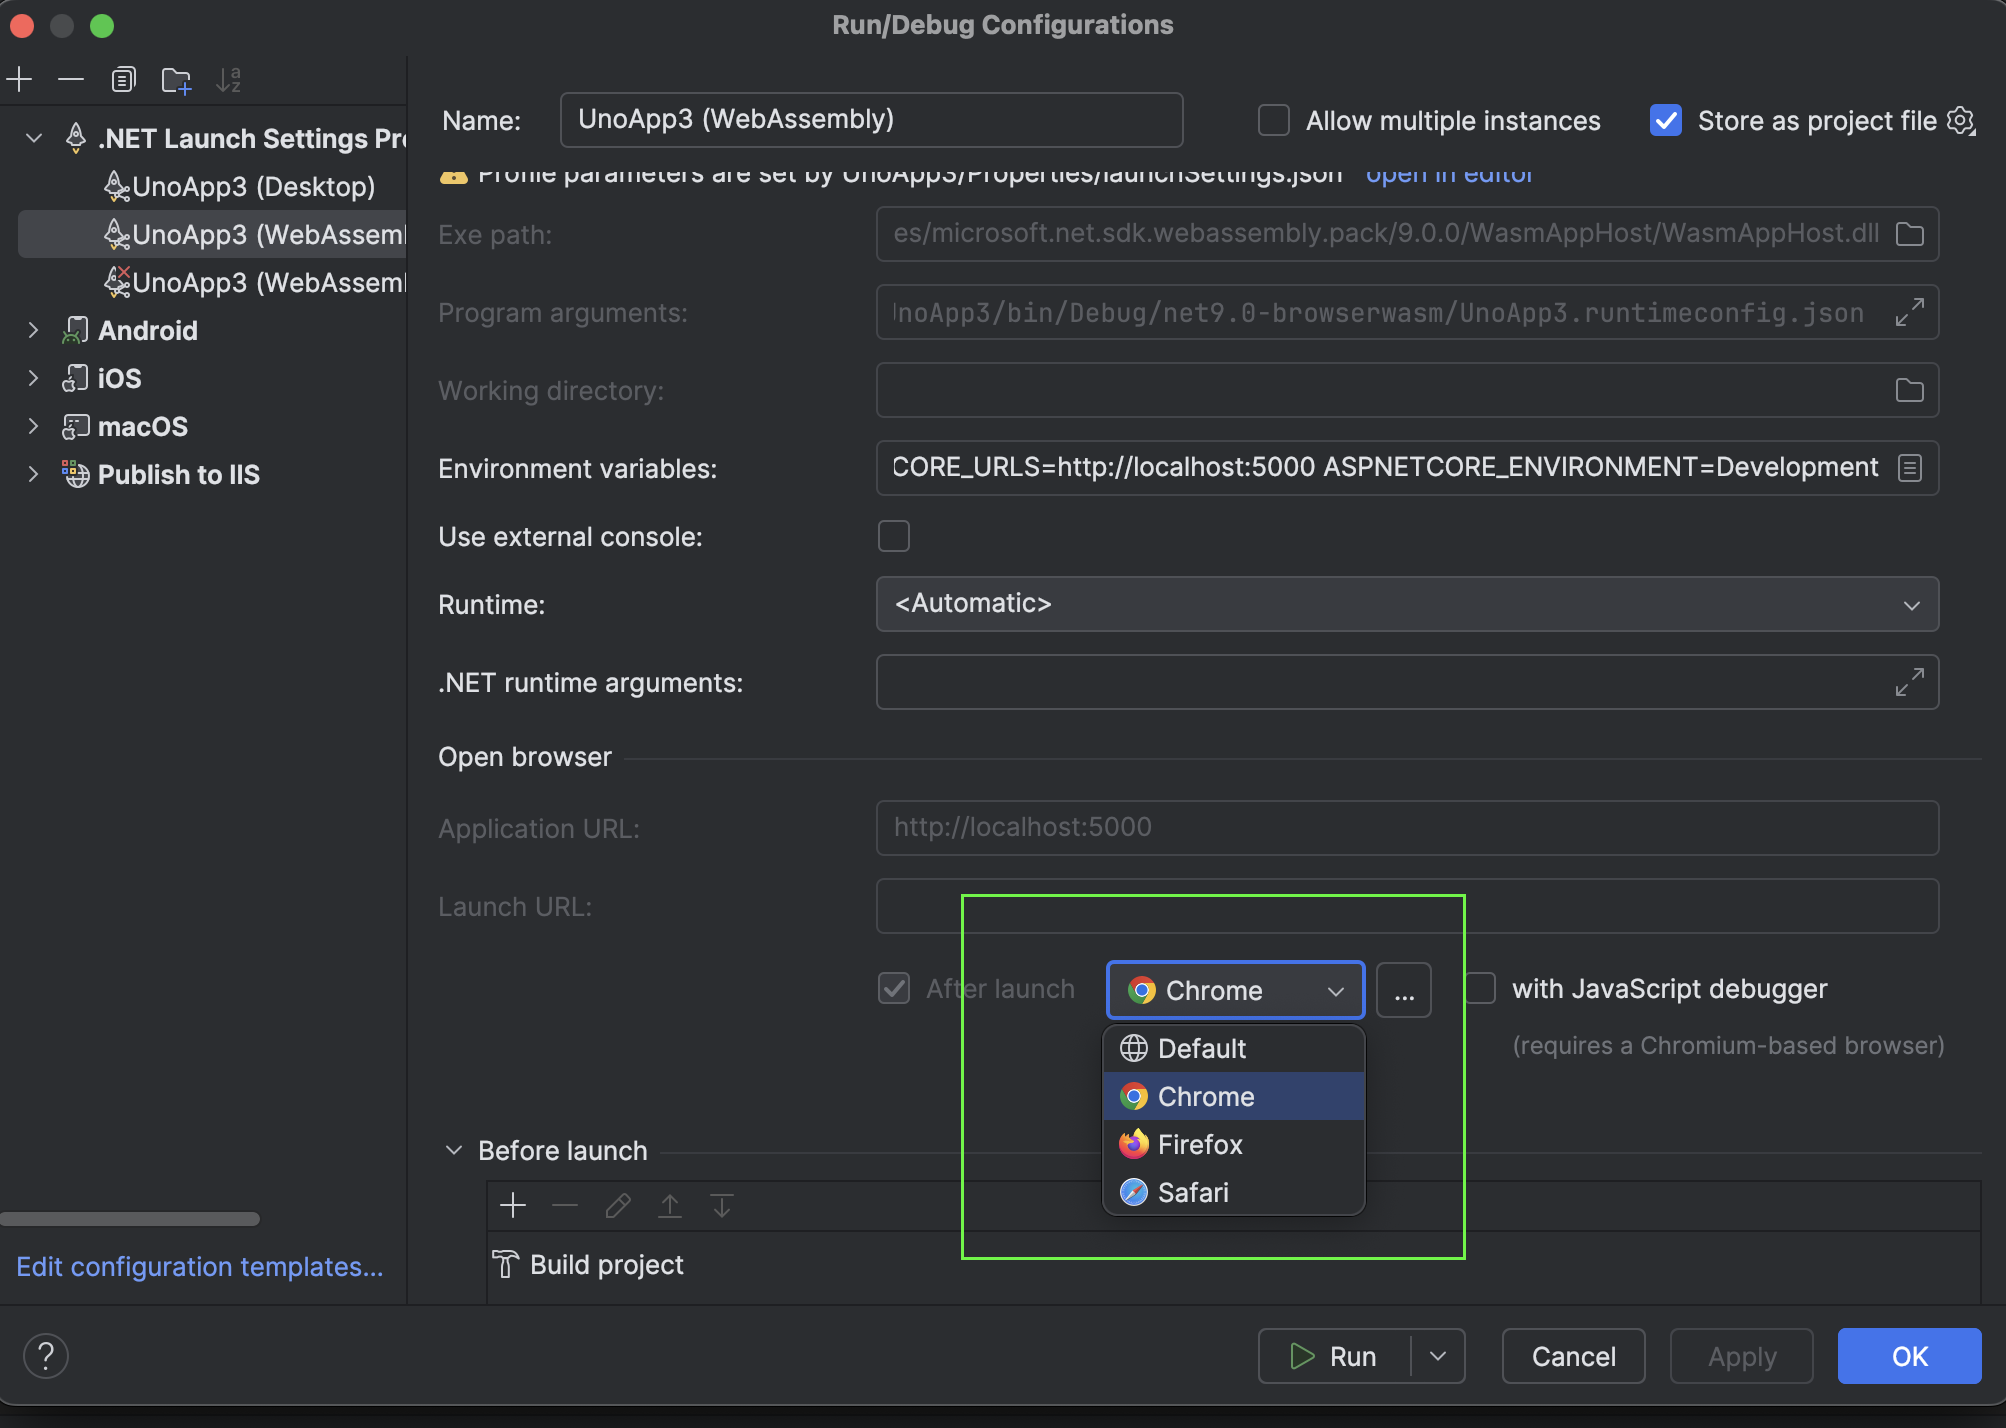 Run/Debug Configurations
.NET Launch Settings Pr
UnoApp3 (Desktop)
UnoApp3 (WebAssem
UnoApp3 (WebAssem
Android
iOS
macOS
Publish to IIS
Edit configuration templates...
Name:
UnoApp3 (WebAssembly)
Allow multiple instances
Store as project file
Profile parameters are set by UnoApp3/Properties/launchSettings.json open in editor
Exe path:
es/microsoft.net.sdk.webassembly.pack/9.0.0/WasmAppHost/WasmAppHost.dll
Program arguments:
noApp3/bin/Debug/net9.0-browserwasm/UnoApp3.runtimeconfig.json
Working directory:
Environment variables:
CORE_URLS=http://localhost:5000 ASPNETCORE_ENVIRONMENT=Development
Use external console:
Runtime:
<Automatic>
.NET runtime arguments:
Open browser
Application URL:
http://localhost:5000
Launch URL:
After launch
Chrome
...
with JavaScript debugger
(requires a Chromium-based browser)
Default
Chrome
Firefox
Safari
Before launch
Build project
?
Run
Cancel
Apply
OK